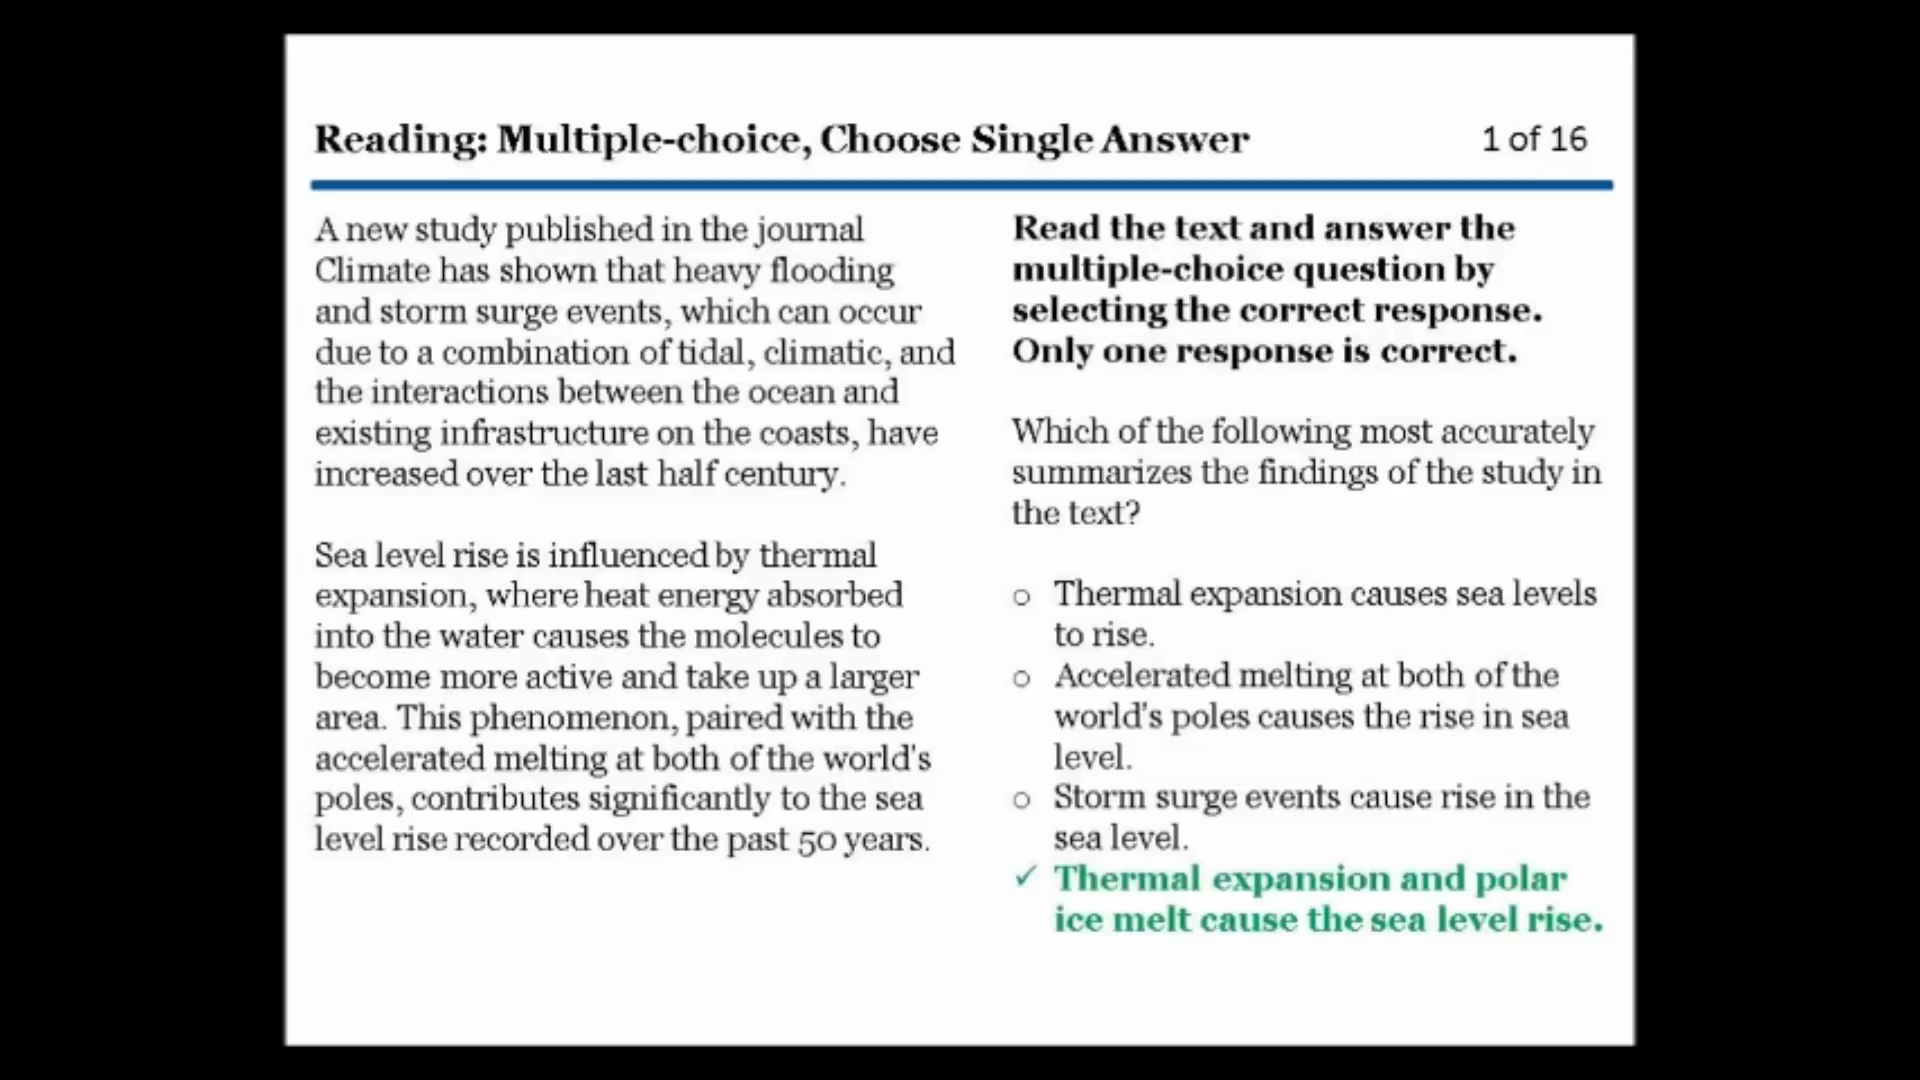 Reading: Multiple-choice, Choose Single Answer
1 of 16
A new study published in the journal
Climate has shown that heavy flooding
and storm surge events, which can occur
due to a combination of tidal, climatic, and
the interactions between the ocean and
existing infrastructure on the coasts, have
increased over the last half century.
Sea level rise is influenced by thermal
expansion, where heat energy absorbed
into the water causes the molecules to
become more active and take up a larger
area. This phenomenon, paired with the
accelerated melting at both of the world's
poles, contributes significantly to the sea
level rise recorded over the past 50 years.
Read the text and answer the
multiple-choice question by
selecting the correct response.
Only one response is correct.
Which of the following most accurately
summarizes the findings of the study in
the text?
o Thermal expansion causes sea levels
to rise.
o Accelerated melting at both of the
world's poles causes the rise in sea
level.
o Storm surge events cause rise in the
sea level.
✓ Thermal expansion and polar
ice melt cause the sea level rise.